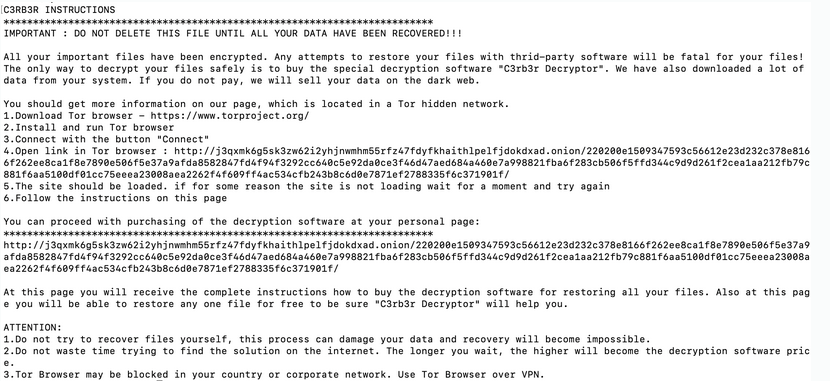 C3RB3R INSTRUCTIONS
*************************************************************************
IMPORTANT : DO NOT DELETE THIS FILE UNTIL ALL YOUR DATA HAVE BEEN RECOVERED!!!
All your important files have been encrypted. Any attempts to restore your files with thrid-party software will be fatal for your files!
The only way to decrypt your files safely is to buy the special decryption software "C3rb3r Decryptor". We have also downloaded a lot of
data from your system. If you do not pay, we will sell your data on the dark web.
You should get more information on our page, which is located in a Tor hidden network.
1.Download Tor browser - https://www.torproject.org/
2.Install and run Tor browser
3.Connect with the button "Connect"
4.Open link in Tor browser : http://j3qxmk6g5sk3zw62i2yhjnwmhm55rfz47fdyfkhaithlpelfjdokdxad.onion/220200e1509347593c56612e23d232c378e816
6f262ee8ca1f8e7890e506f5e37a9afda8582847fd4f94f3292cc640c5e92da0ce3f46d47aed684a460e7a998821fba6f283cb506f5ffd344c9d9d261f2cea1aa212fb79c
881f6aa5100df01cc75eeea23008aea2262f4f609ff4ac534cfb243b8c6d0e7871ef2788335f6c371901f/
5.The site should be loaded. if for some reason the site is not loading wait for a moment and try again
6.Follow the instructions on this page
You can proceed with purchasing of the decryption software at your personal page:
*************************************************************************
http://j3qxmk6g5sk3zw62i2yhjnwmhm55rfz47fdyfkhaithlpelfjdokdxad.onion/220200e1509347593c56612e23d232c378e8166f262ee8ca1f8e7890e506f5e37a9
afda8582847fd4f94f3292cc640c5e92da0ce3f46d47aed684a460e7a998821fba6f283cb506f5ffd344c9d9d261f2cea1aa212fb79c881f6aa5100df01cc75eeea23008a
ea2262f4f609ff4ac534cfb243b8c6d0e7871ef2788335f6c371901f/
At this page you will receive the complete instructions how to buy the decryption software for restoring all your files. Also at this pag
e you will be able to restore any one file for free to be sure "C3rb3r Decryptor" will help you.
ATTENTION:
1.Do not try to recover files yourself, this process can damage your data and recovery will become impossible.
2.Do not waste time trying to find the solution on the internet. The longer you wait, the higher will become the decryption software pric
e.
3.Tor Browser may be blocked in your country or corporate network. Use Tor Browser over VPN.